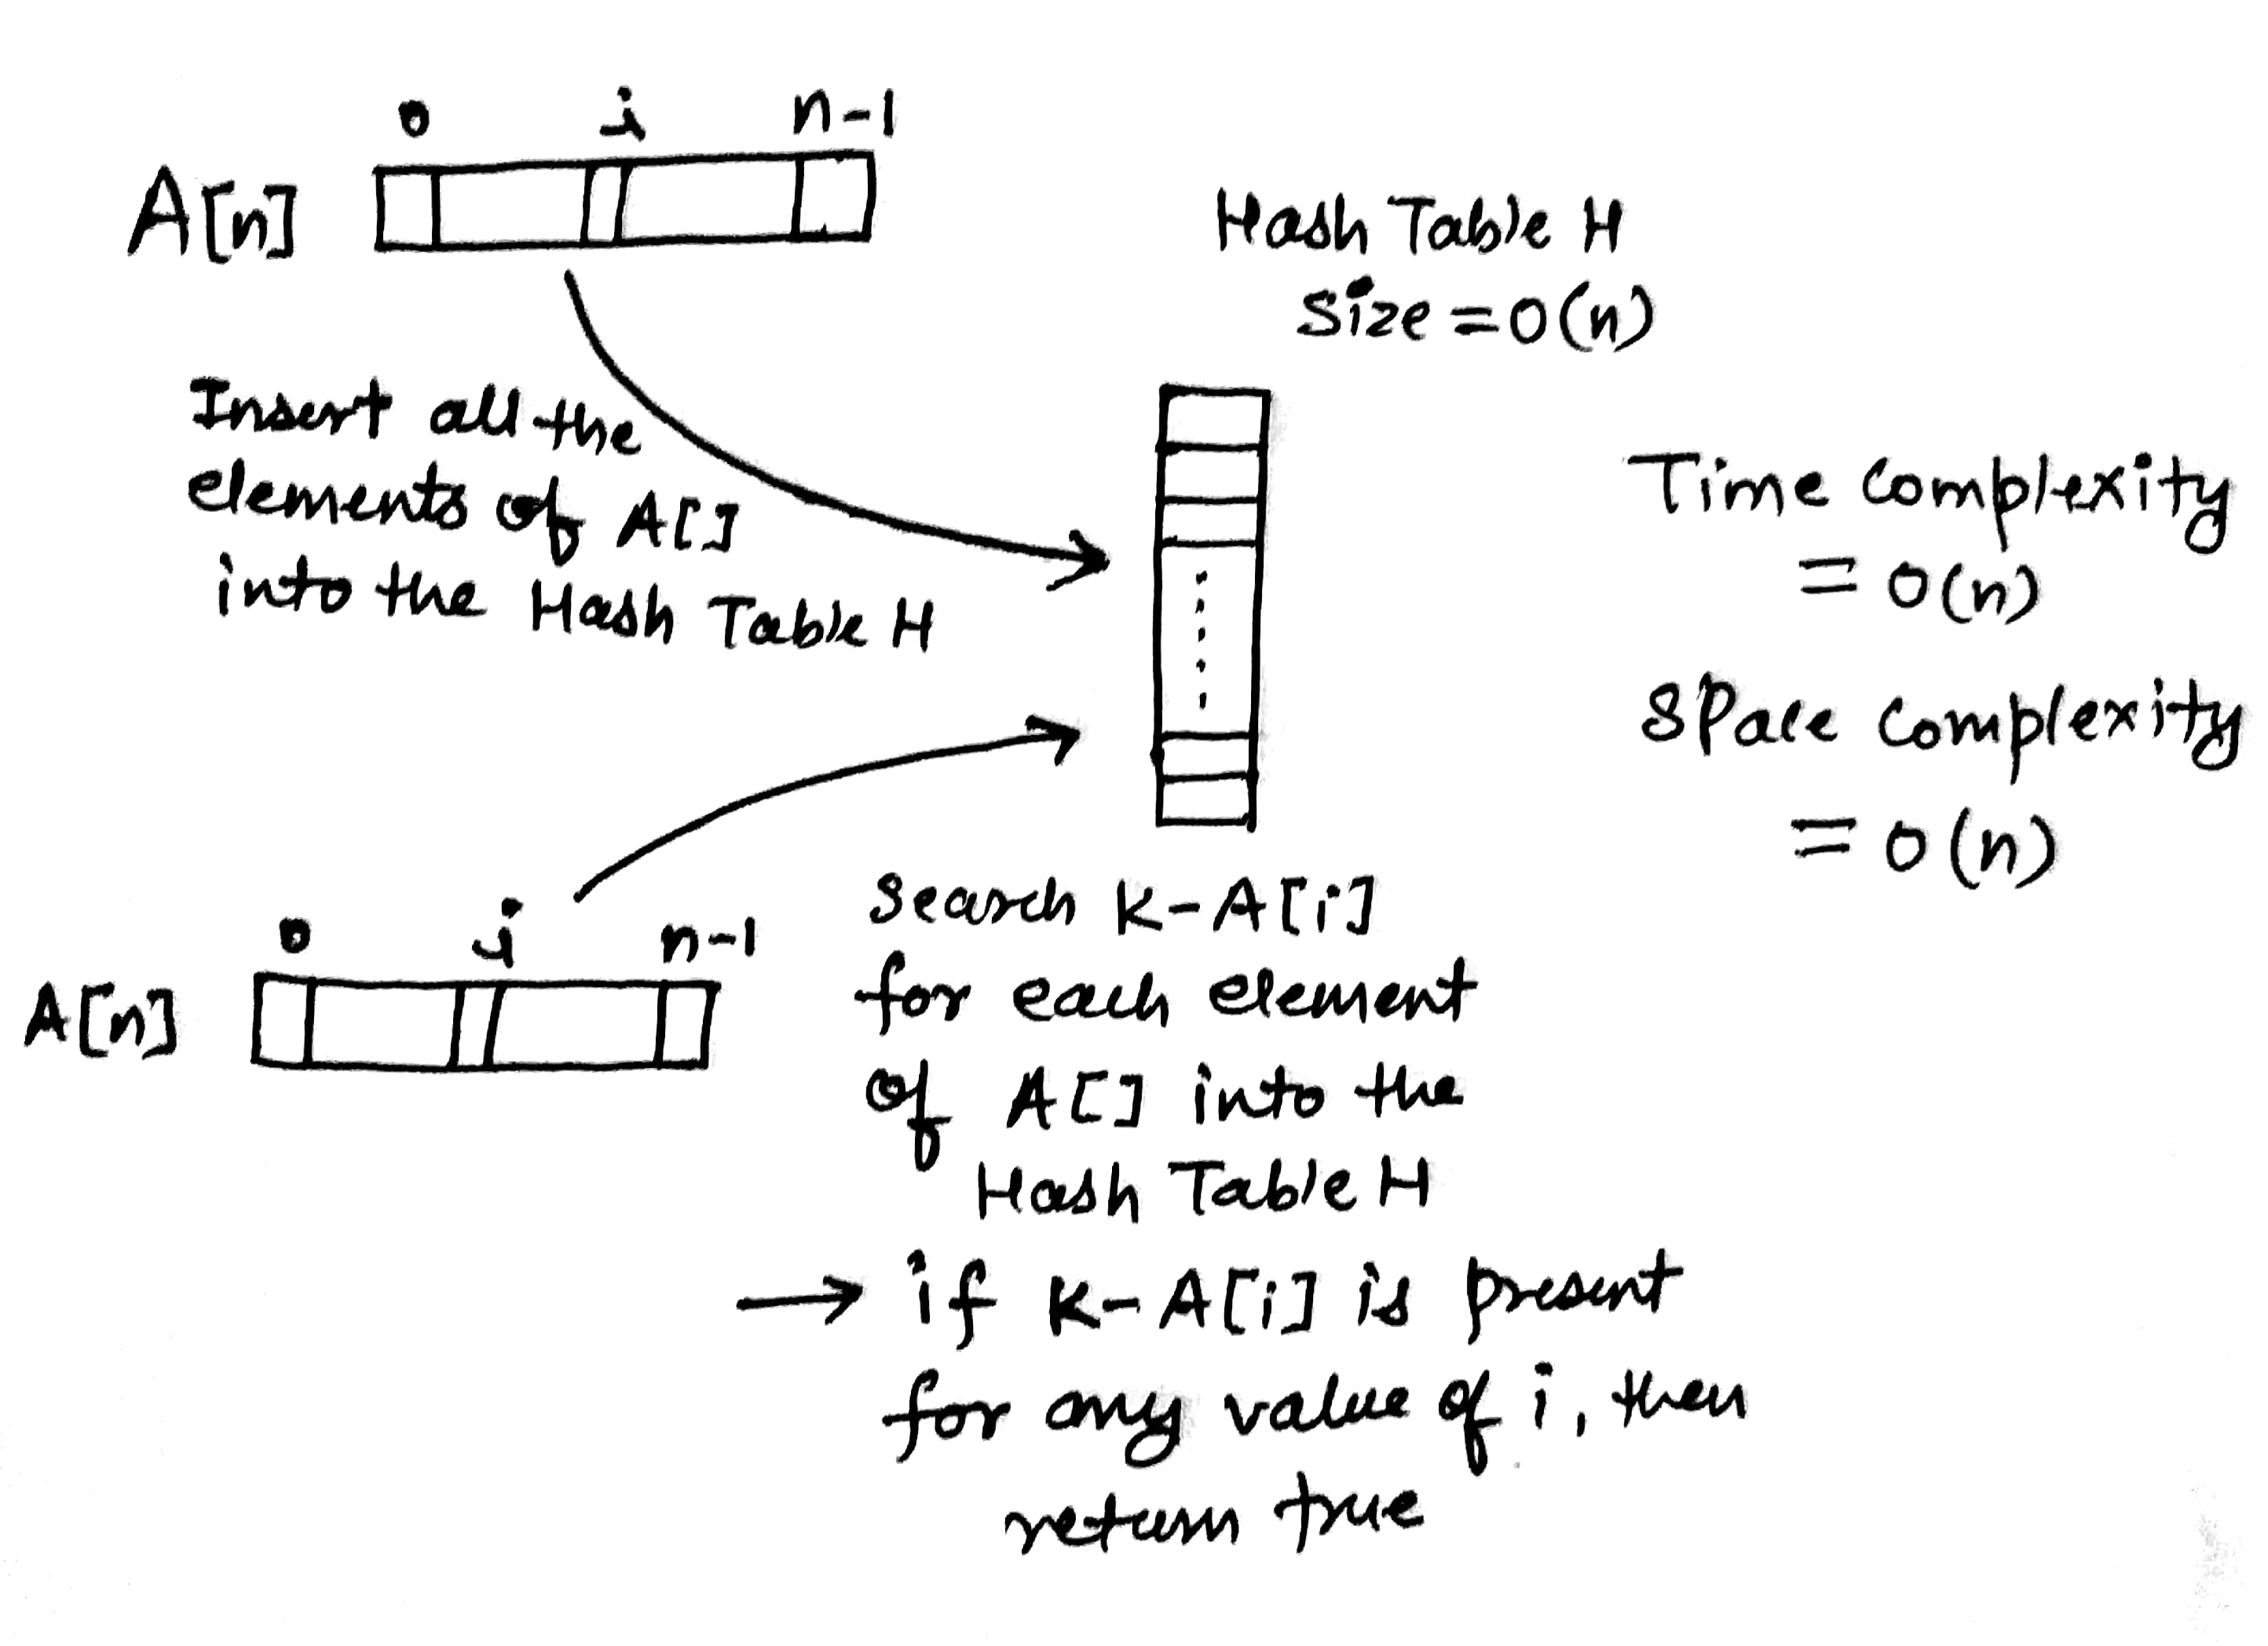 0 i n-1
A[n]
Hash Table H
Size = O(n)
Insert all the
elements of A[]
into the Hash Table H
Time Complexity
= O(n)
Space Complexity
= O(n)
0 i n-1
A[n]
Search K-A[i]
for each element
of A[] into the
Hash Table H
→ if K-A[i] is present
for any value of i, then
return true